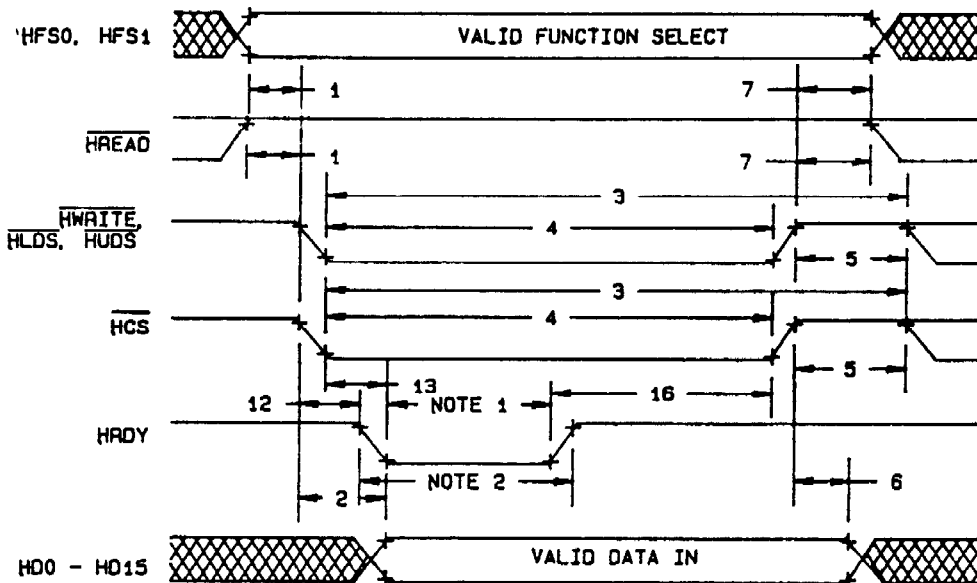 HFS0, HFS1
VALID FUNCTION SELECT
1
7
HREAD
1
7
3
HWRITE,
HLDS, HUDS
4
5
3
HCS
4
5
13
12
NOTE 1
16
HRDY
NOTE 2
2
6
HD0 - HD15
VALID DATA IN